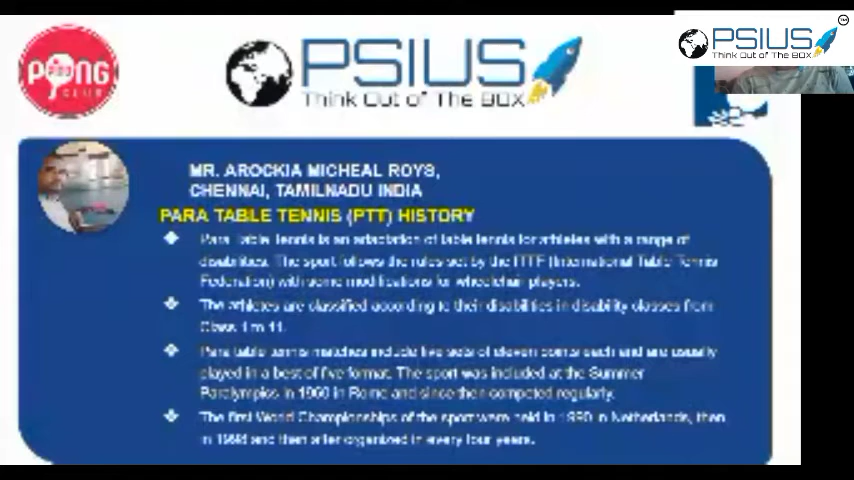 PONG
CLUB
PSIUS
Think Out of The BOX
PSIUS
Think Out of The BOX
MR. AROCKIA MICHEAL ROYS,
CHENNAI, TAMILNADU INDIA
PARA TABLE TENNIS (PTT) HISTORY
Para Table Tennis is an adaptation of table tennis for athletes with a range of
disabilities. The sport follows the rules set by the ITTF (International Table Tennis
Federation) with some modifications for wheelchair players.
The athletes are classified according to their disabilities in disability classes from
Class 1 to 11.
Para table tennis matches include five sets of eleven points each and are usually
played in a best of five format. The sport was included at the Summer
Paralympics in 1960 in Rome and since then competed regularly.
The first World Championships of the sport were held in 1990 in Netherlands, then
in 1998 and then after organized in every four years.